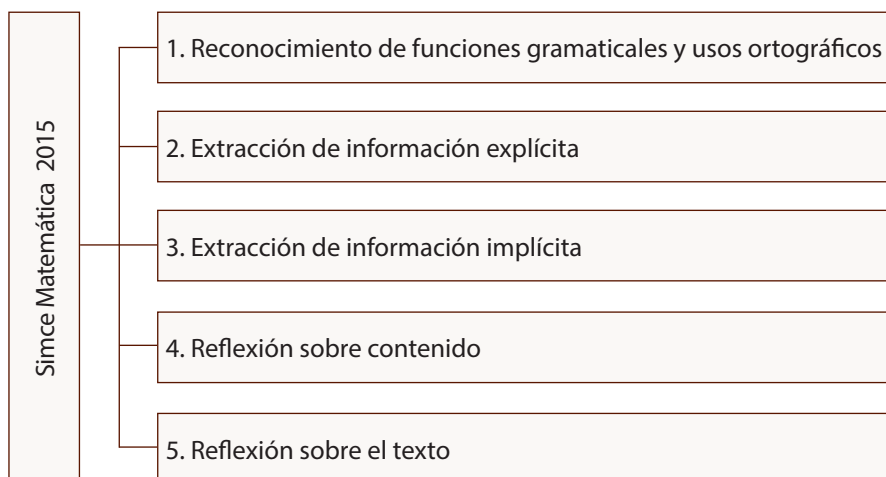 Simce Matemática 2015
1. Reconocimiento de funciones gramaticales y usos ortográficos
2. Extracción de información explícita
3. Extracción de información implícita
4. Reflexión sobre contenido
5. Reflexión sobre el texto